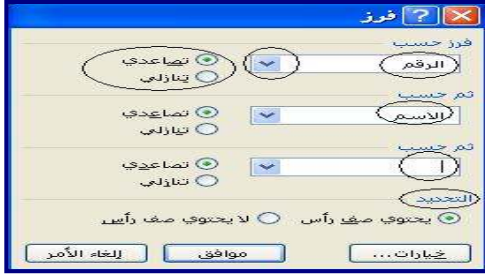 فرز
فرز حسب
الرقم
تصاعدي
تنازلي
ثم حسب
الاسم
تصاعدي
تنازلي
ثم حسب
تصاعدي
تنازلي
التحديد
يحتوي صف رأس
لا يحتوي صف رأس
خيارات...
موافق
إلغاء الأمر